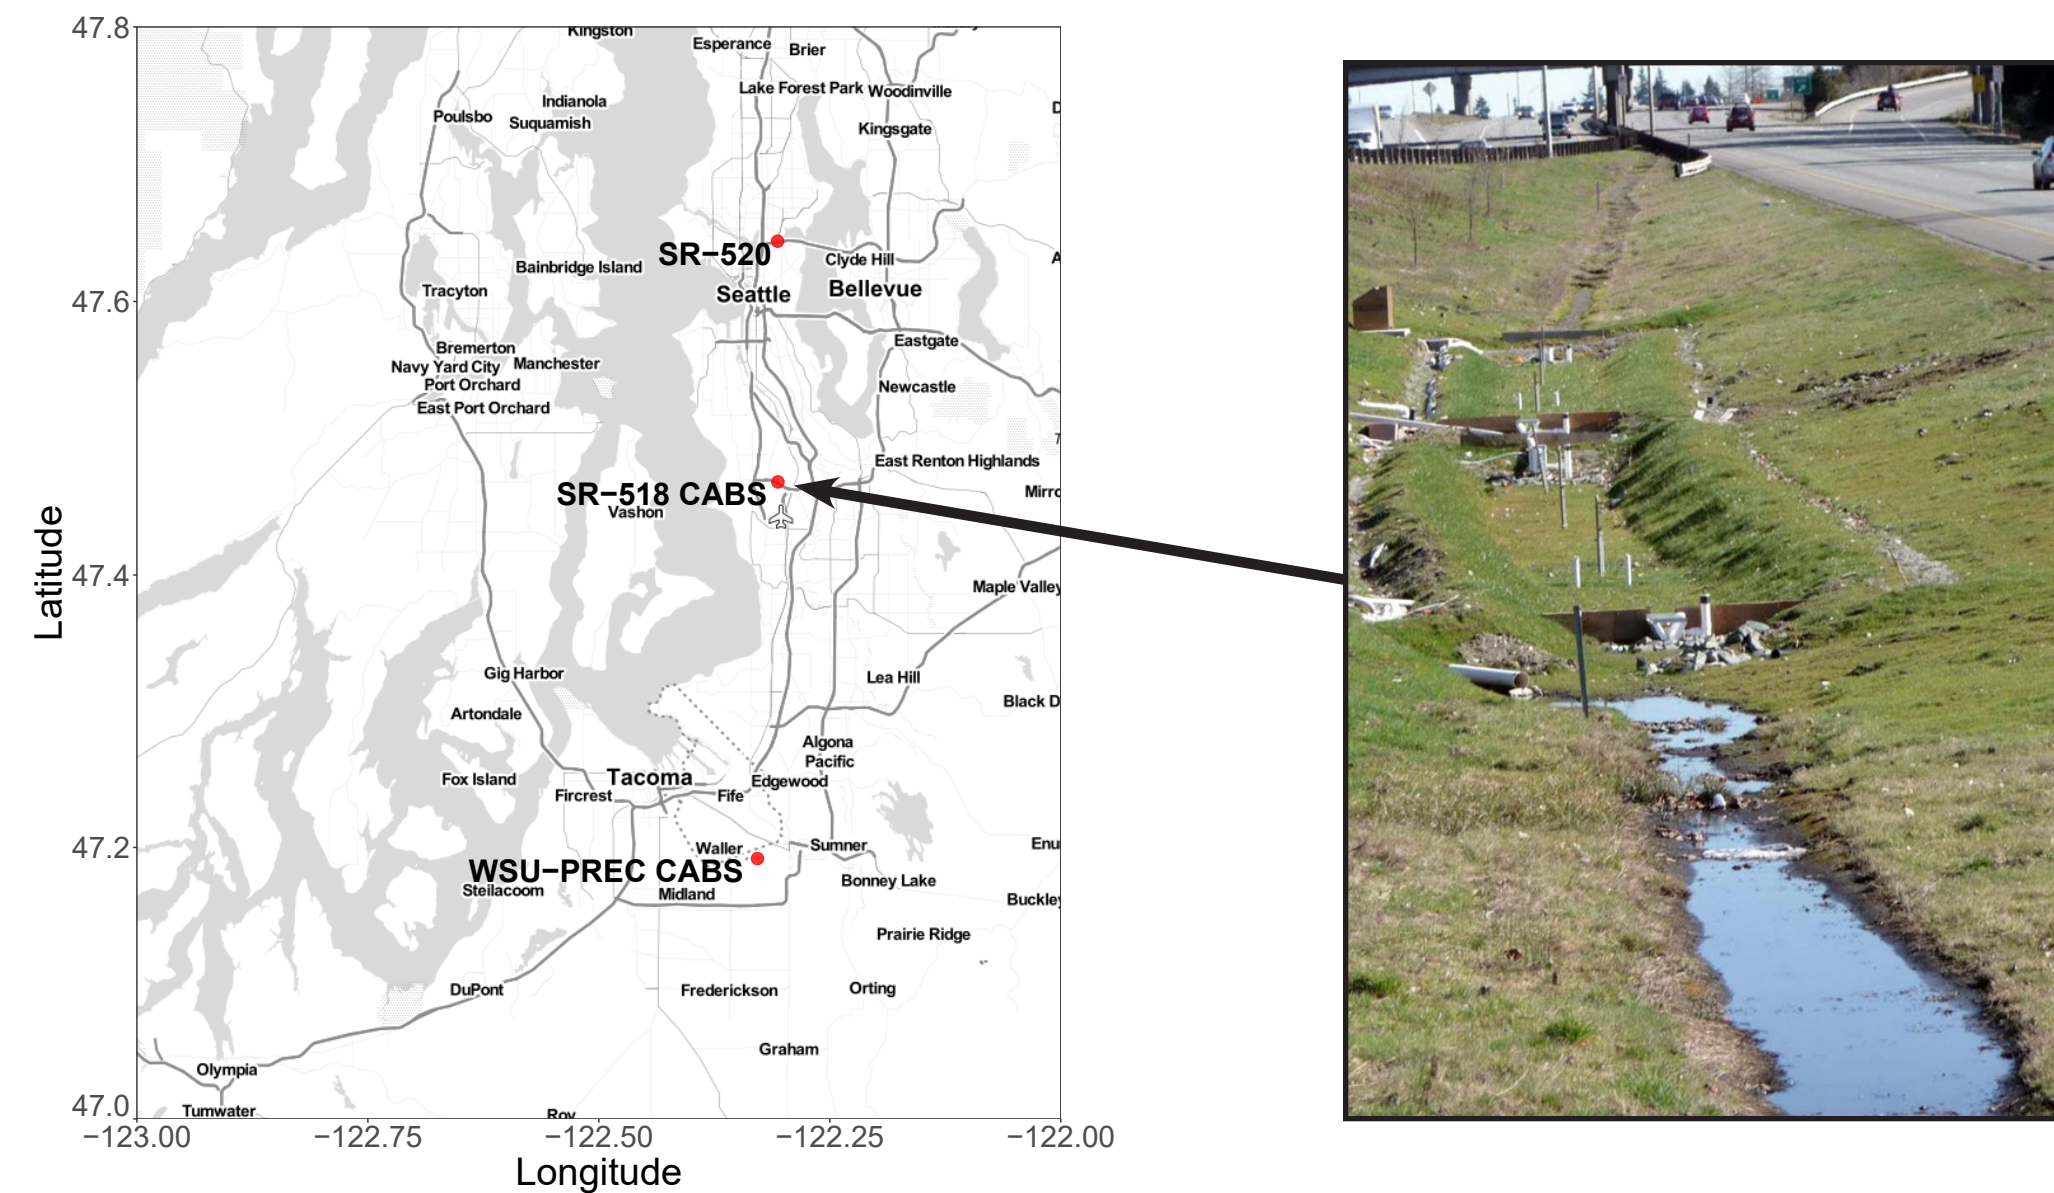 47.8
Kingston
Esperance
Brier
Lake Forest Park
Woodinville
Indianola
D
Poulsbo
Suquamish
Kingsgate
SR−520
Clyde Hill
A
Bainbridge Island
Tracyton
Seattle
Bellevue
47.6
Eastgate
Bremerton
Navy Yard City
Manchester
Port Orchard
Newcastle
East Port Orchard
East Renton Highlands
SR−518 CABS
Mirro
Vashon
Latitude
47.4
Maple Valley
Gig Harbor
Lea Hill
Black D
Artondale
Algona
Pacific
Tacoma
Fox Island
Edgewood
Fircrest
Fife
47.2
Waller
Sumner
Enu
WSU−PREC CABS
Steilacoom
Midland
Bonney Lake
Buckley
Prairie Ridge
DuPont
Frederickson
Orting
Graham
Olympia
47.0
Tumwater
Roy
−123.00
−122.75
−122.50
−122.25
−122.00
Longitude